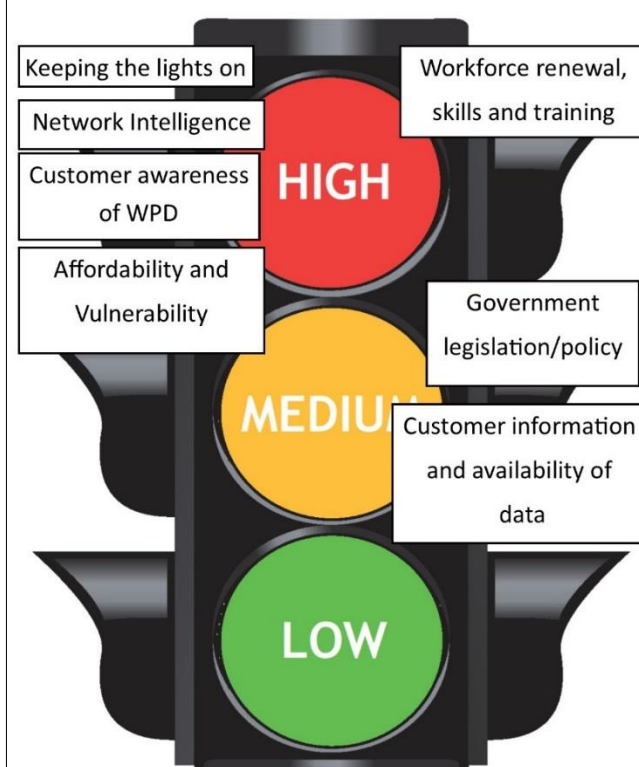 Keeping the lights on
Workforce renewal,
skills and training
Network Intelligence
HIGH
Customer awareness
of WPD
Affordability and
Vulnerability
Government
legislation/policy
MEDIUM
Customer information
and availability of
data
LOW